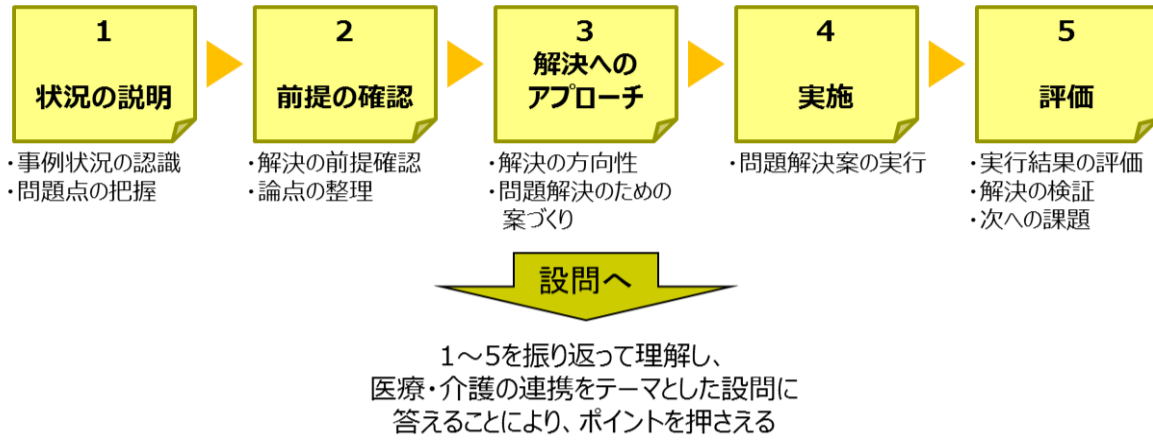 1
状況の説明
・事例状況の認識
・問題点の把握
2
前提の確認
・解決の前提確認
・論点の整理
3
解決への
アプローチ
・解決の方向性
・問題解決のための
案づくり
4
実施
・問題解決案の実行
5
評価
・実行結果の評価
・解決の検証
・次への課題
設問へ
1～5を振り返って理解し、
医療・介護の連携をテーマとした設問に
答えることにより、ポイントを押さえる